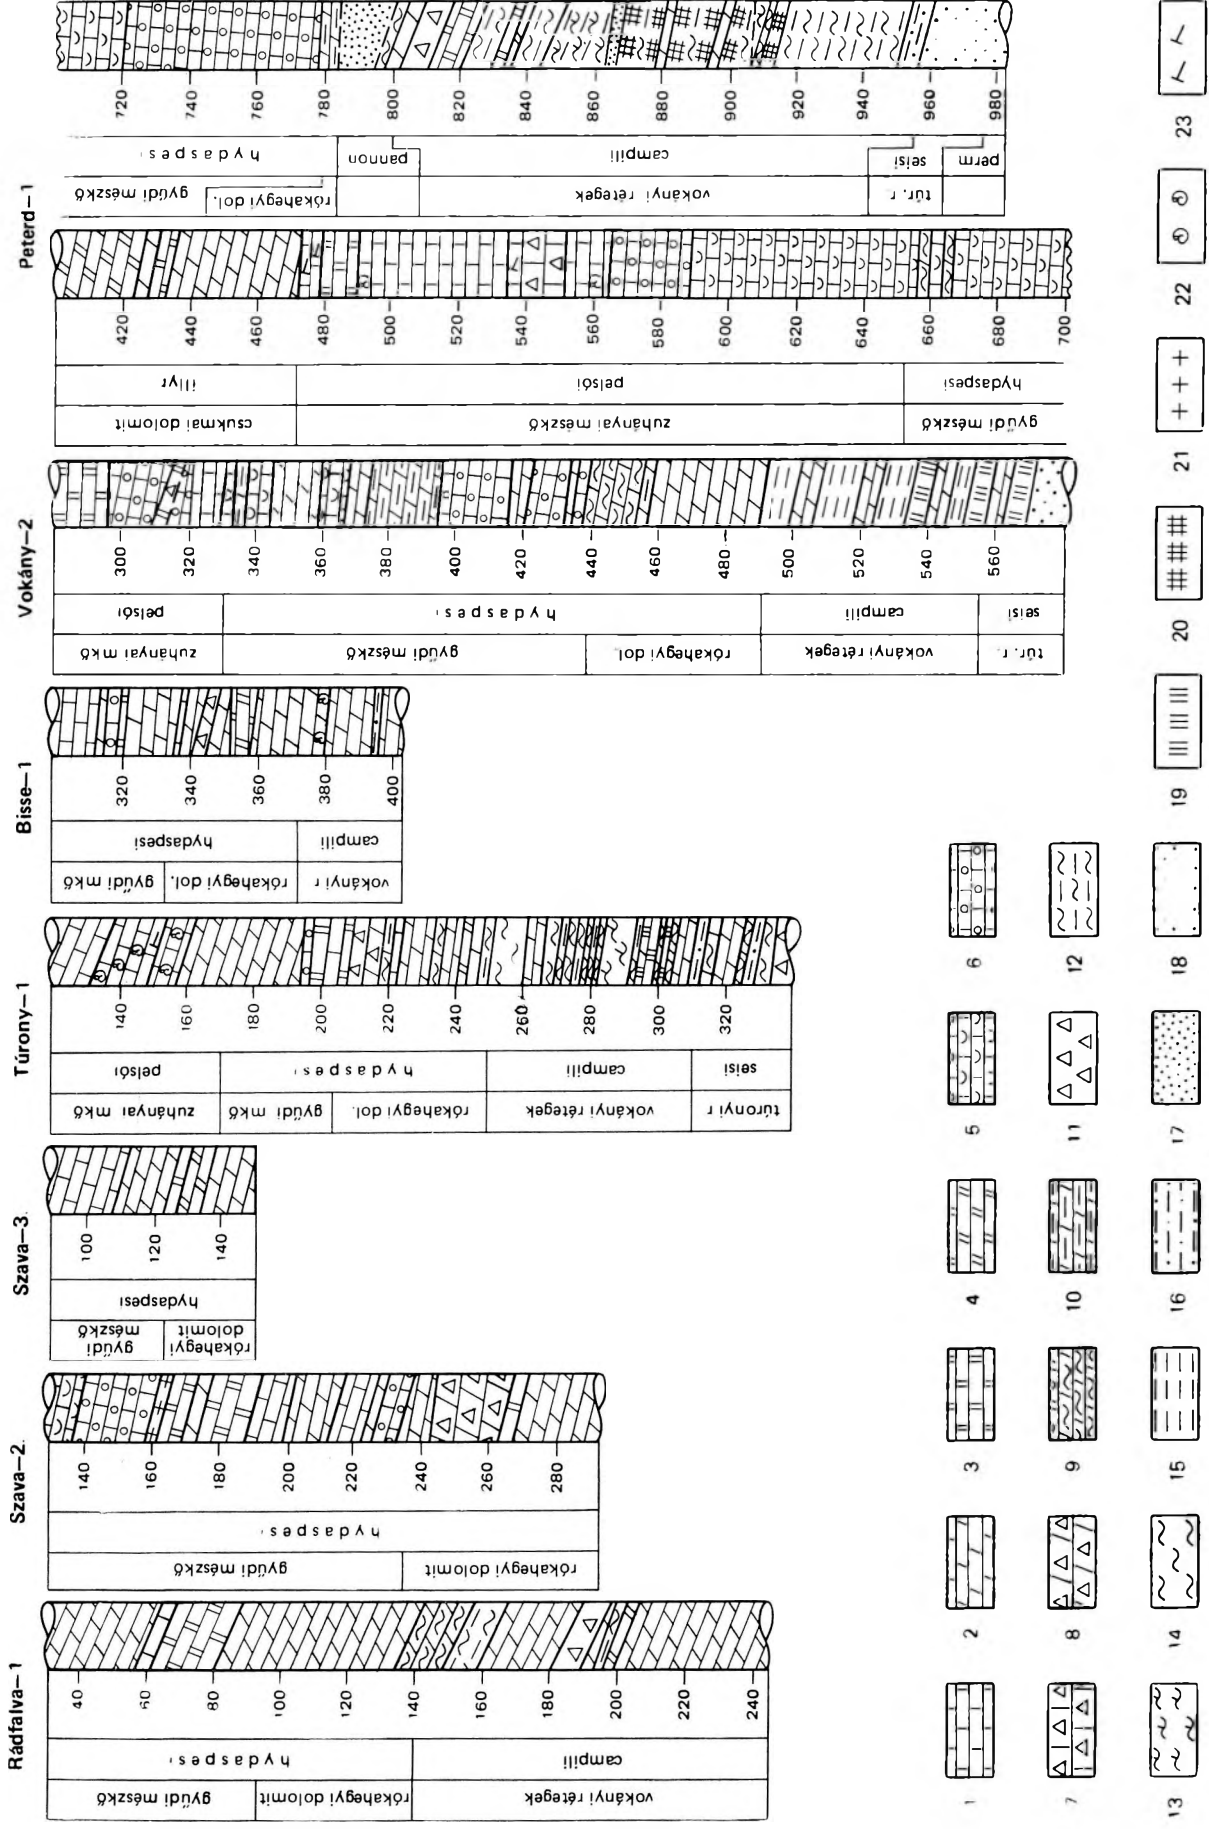 Rádfalva—1
40
60
80
100
120
140
160
180
200
220
240
hydaspesi
campili
gyűdi mészkő
rókahegyi dolomit
vokányi rétegek
Szava—2.
140
160
180
200
220
240
260
280
hydaspesi
gyűdi mészkő
rókahegyi dolomit
Szava—3.
100
120
140
hydaspesi
gyűdi
mészkő
rókahegyi
dolomit
Túrony—1
140
160
180
200
220
240
260
280
300
320
pelsói
hydaspesi
campili
seisi
zuhányai mkő
gyűdi mkő
rókahegyi dol.
vokányi rétegek
túronyi r
Bisse—1
320
340
360
380
400
hydaspesi
campili
gyűdi mkő
rókahegyi dol.
vokányi r
Vokány—2.
300
320
340
360
380
400
420
440
460
480
500
520
540
560
pelsói
hydaspesi
campili
seisi
zuhányai mkő
gyűdi mészkő
rókahegyi dol.
vokányi rétegek
túr. r.
Peterd—1
420
440
460
480
500
520
540
560
580
600
620
640
660
680
700
illyr
pelsói
hydaspesi
csukmai dolomit
zuhányai mészkő
gyűdi mészkő
720
740
760
780
800
820
840
860
880
900
920
940
960
980
hydaspesi
pannon
campili
seisi
perm
gyűdi mészkő
rókahegyi dol.
vokányi rétegek
túr. r.
1
2
3
4
5
6
7
8
9
10
11
12
13
14
15
16
17
18
19
20
21
22
23